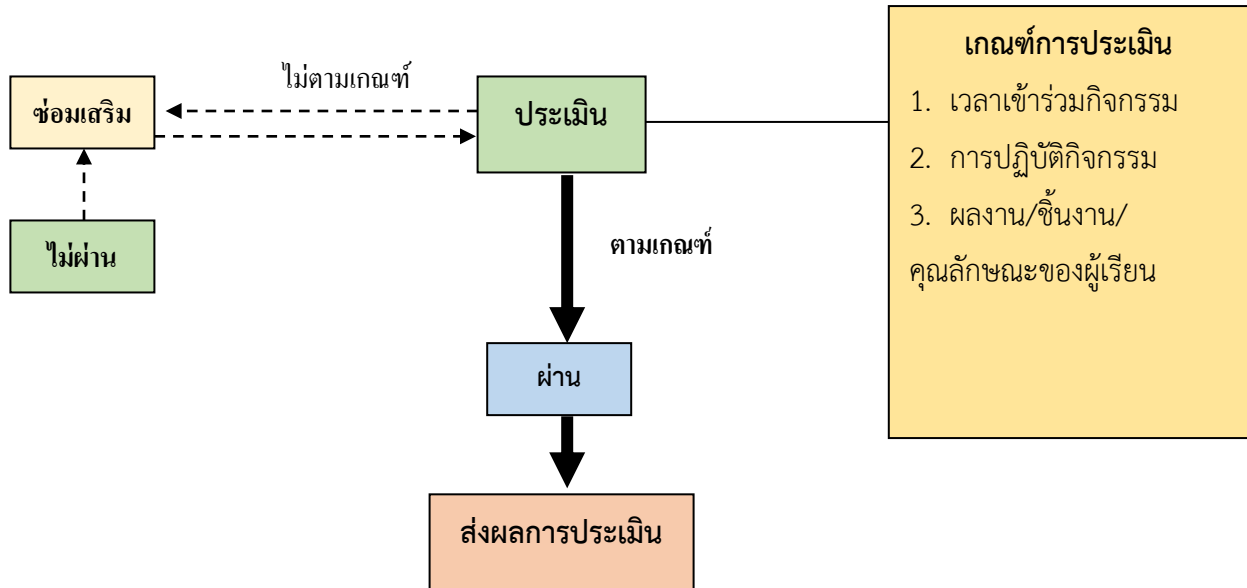 เกณฑ์การประเมิน
1. เวลาเข้าร่วมกิจกรรม
2. การปฏิบัติกิจกรรม
3. ผลงาน/ชิ้นงาน/
คุณลักษณะของผู้เรียน
ไม่ตามเกณฑ์
ซ่อมเสริม
ประเมิน
ไม่ผ่าน
ตามเกณฑ์
ผ่าน
ส่งผลการประเมิน